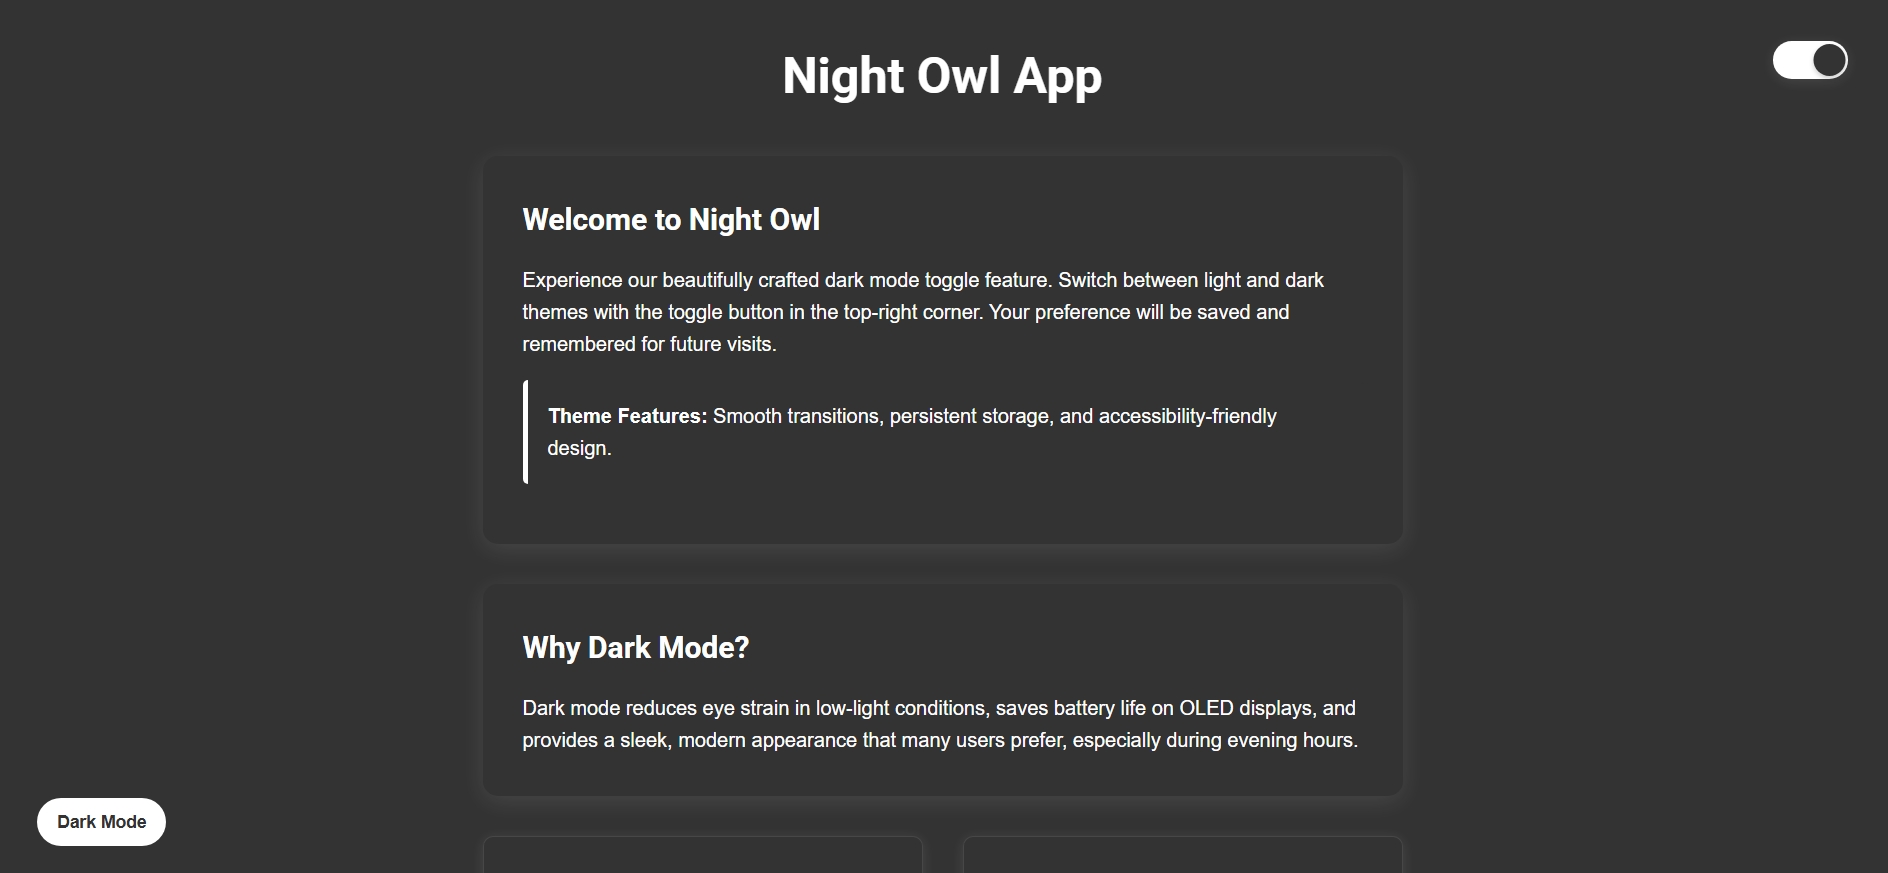 Night Owl App
Welcome to Night Owl
Experience our beautifully crafted dark mode toggle feature. Switch between light and dark
themes with the toggle button in the top-right corner. Your preference will be saved and
remembered for future visits.
Theme Features: Smooth transitions, persistent storage, and accessibility-friendly
design.
Why Dark Mode?
Dark mode reduces eye strain in low-light conditions, saves battery life on OLED displays, and
provides a sleek, modern appearance that many users prefer, especially during evening hours.
Dark Mode